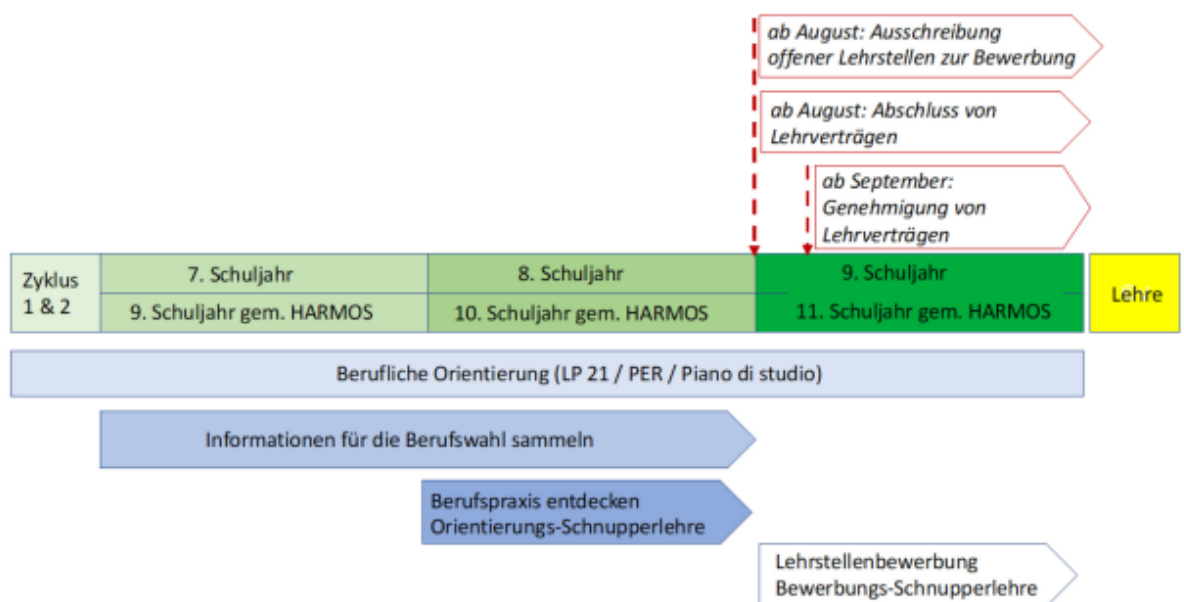 ab August: Ausschreibung
offener Lehrstellen zur Bewerbung
ab August: Abschluss von
Lehrverträgen
ab September:
Genehmigung von
Lehrverträgen
Zyklus
1 & 2
7. Schuljahr
8. Schuljahr
9. Schuljahr
9. Schuljahr gem. HARMOS
10. Schuljahr gem. HARMOS
11. Schuljahr gem. HARMOS
Lehre
Berufliche Orientierung (LP 21 / PER / Piano di studio)
Informationen für die Berufswahl sammeln
Berufspraxis entdecken
Orientierungs-Schnupperlehre
Lehrstellenbewerbung
Bewerbungs-Schnupperlehre